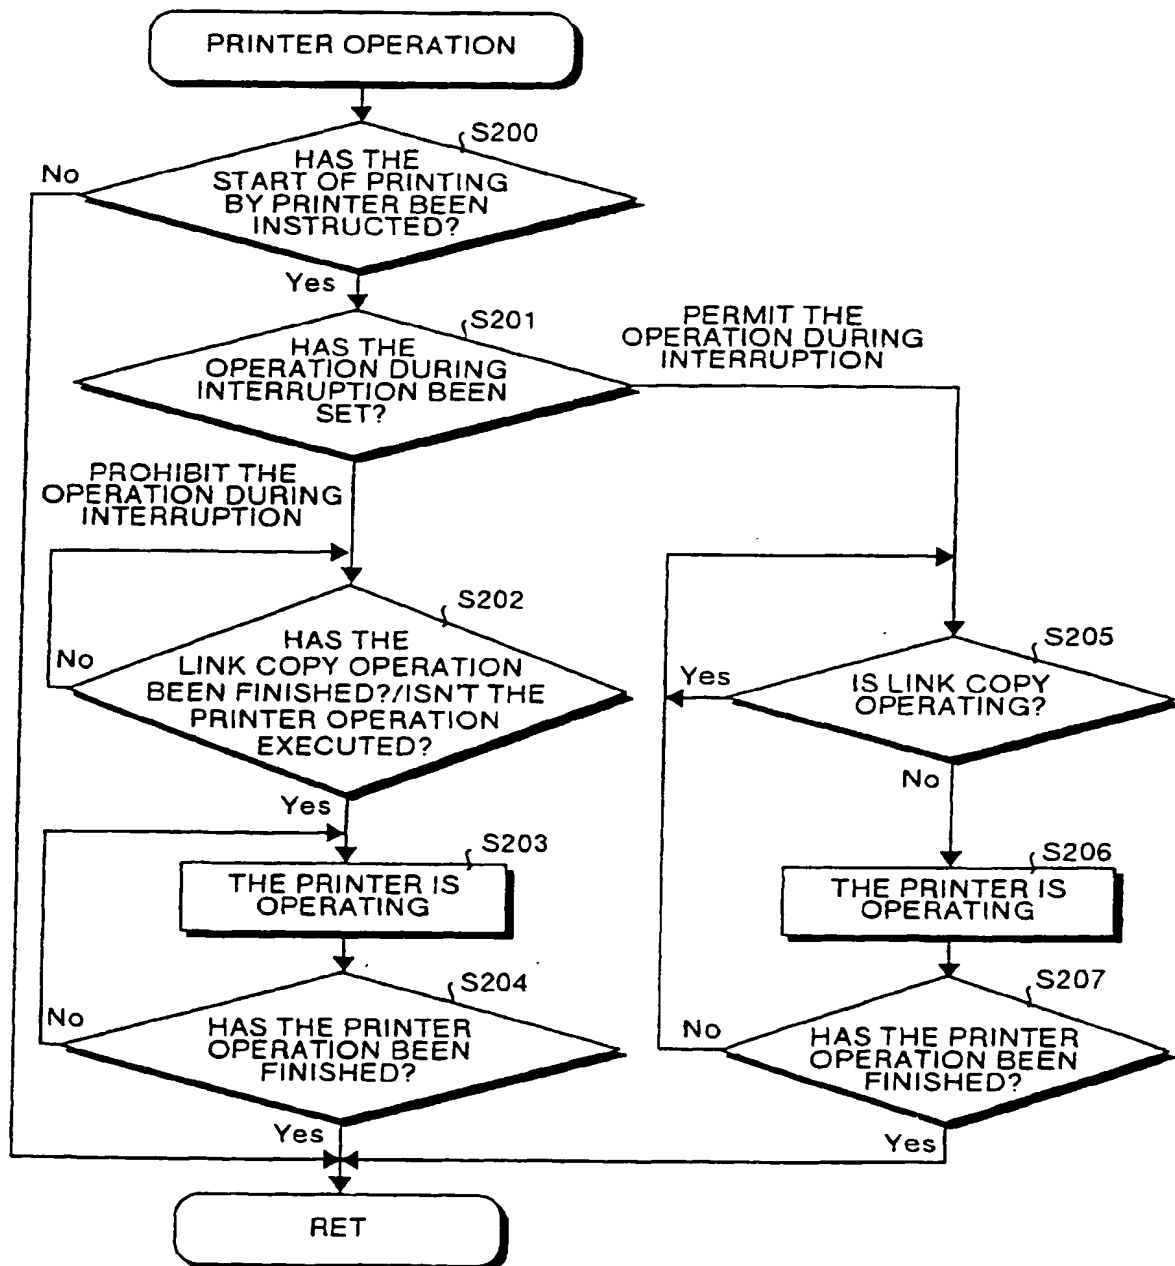 PRINTER OPERATION
S200
HAS THE
START OF PRINTING
BY PRINTER BEEN
INSTRUCTED?
No
Yes
S201
HAS THE
OPERATION DURING
INTERRUPTION BEEN
SET?
PERMIT THE
OPERATION DURING
INTERRUPTION
PROHIBIT THE
OPERATION DURING
INTERRUPTION
S202
HAS THE
LINK COPY OPERATION
BEEN FINISHED?/ISN'T THE
PRINTER OPERATION
EXECUTED?
No
Yes
S203
THE PRINTER IS
OPERATING
S204
HAS THE PRINTER
OPERATION BEEN
FINISHED?
No
Yes
S205
IS LINK COPY
OPERATING?
Yes
No
S206
THE PRINTER IS
OPERATING
S207
HAS THE PRINTER
OPERATION BEEN
FINISHED?
No
Yes
RET